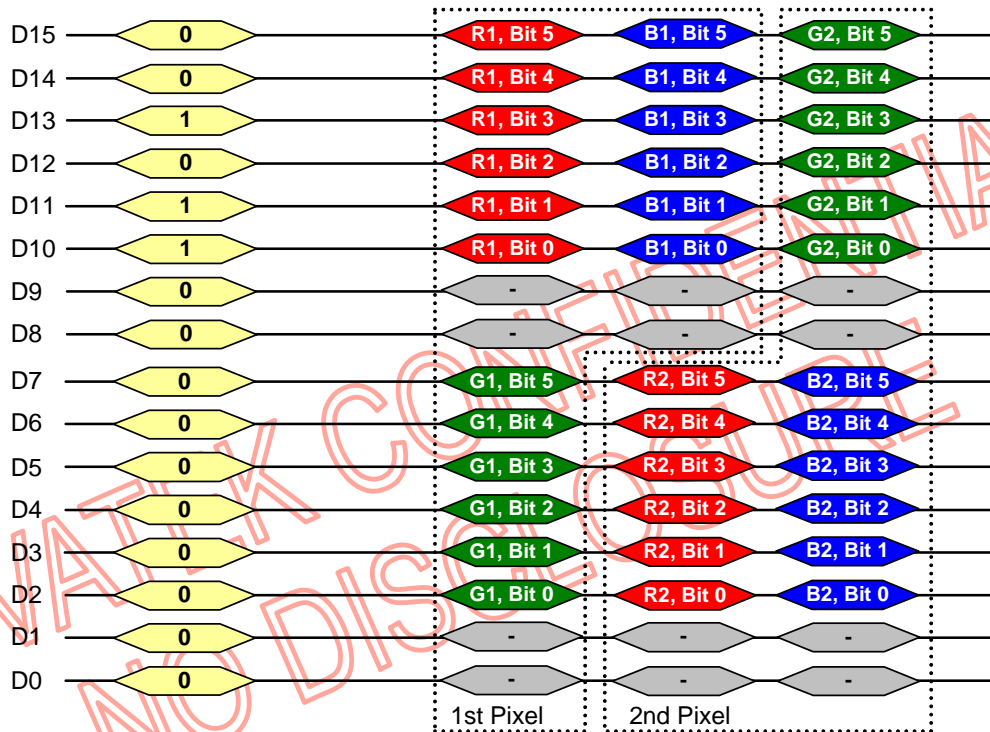 D15 0 R1, Bit 5 B1, Bit 5 G2, Bit 5
D14 0 R1, Bit 4 B1, Bit 4 G2, Bit 4
D13 1 R1, Bit 3 B1, Bit 3 G2, Bit 3
D12 0 R1, Bit 2 B1, Bit 2 G2, Bit 2
D11 1 R1, Bit 1 B1, Bit 1 G2, Bit 1
D10 1 R1, Bit 0 B1, Bit 0 G2, Bit 0
D9 0 - - -
D8 0 - - -
D7 0 G1, Bit 5 R2, Bit 5 B2, Bit 5
D6 0 G1, Bit 4 R2, Bit 4 B2, Bit 4
D5 0 G1, Bit 3 R2, Bit 3 B2, Bit 3
D4 0 G1, Bit 2 R2, Bit 2 B2, Bit 2
D3 0 G1, Bit 1 R2, Bit 1 B2, Bit 1
D2 0 G1, Bit 0 R2, Bit 0 B2, Bit 0
D1 0 - - -
D0 0 - - -
1st Pixel 2nd Pixel
CONFIDENTIA
NO DISCLOSURE